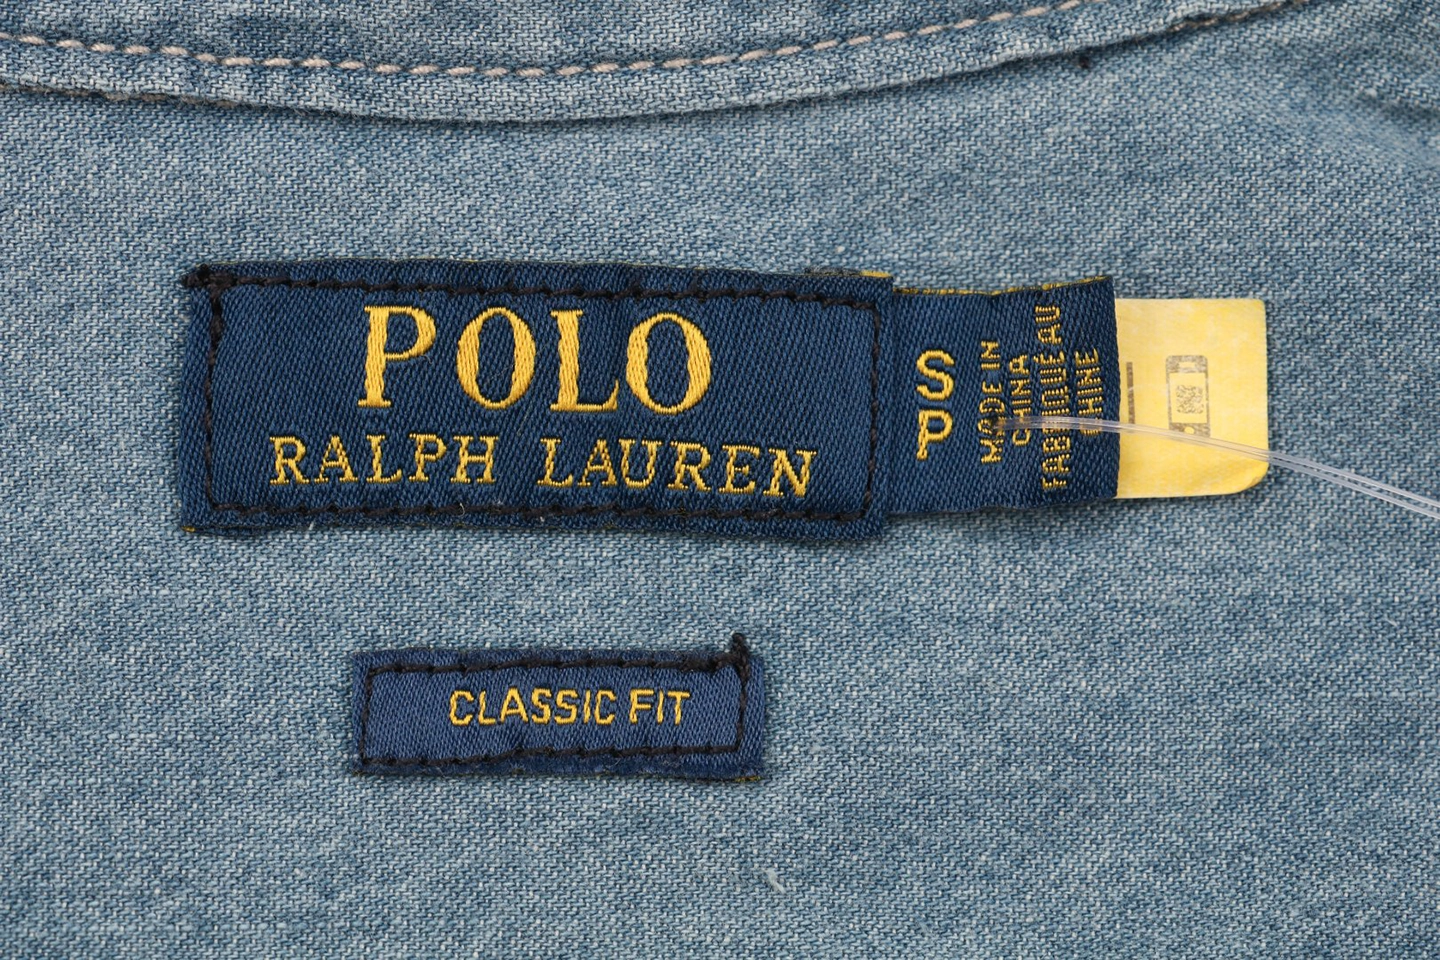 POLO
RALPH LAUREN
S
P
MADE IN
CHINA
FABRIQUÉ AU
CHINE
CLASSIC FIT